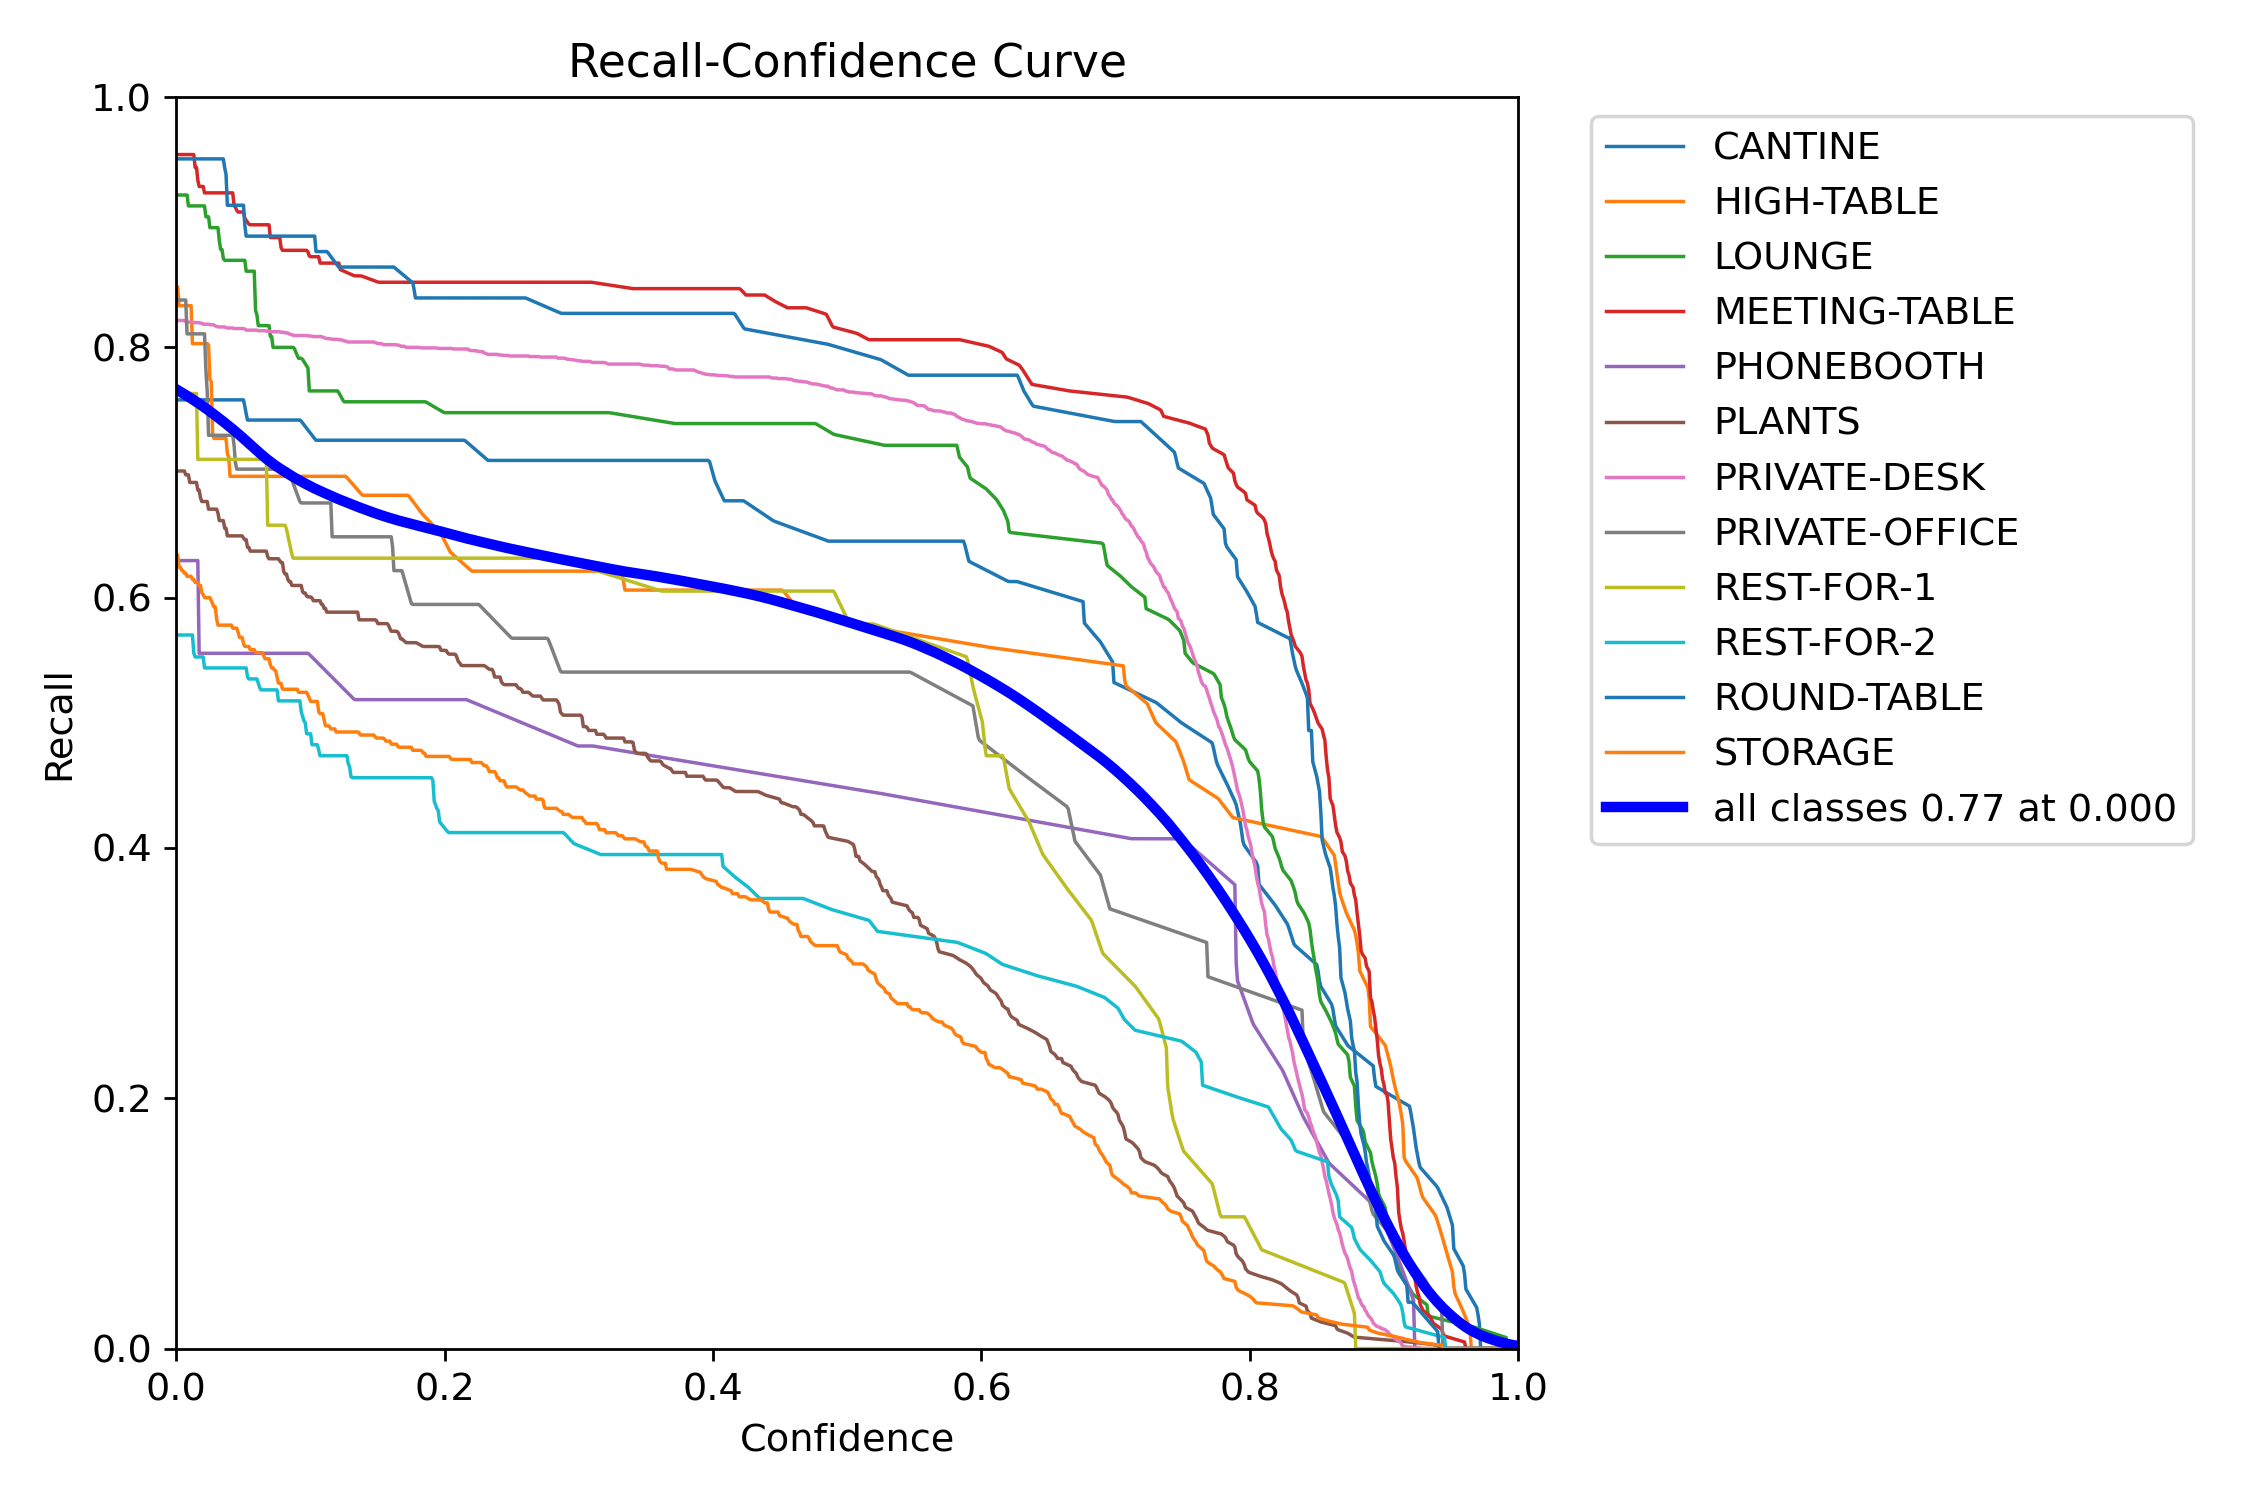 Recall-Confidence Curve
1.0
0.8
0.6
0.4
0.2
0.0
Recall
0.0 0.2 0.4 0.6 0.8 1.0
Confidence
CANTINE
HIGH-TABLE
LOUNGE
MEETING-TABLE
PHONEBOOTH
PLANTS
PRIVATE-DESK
PRIVATE-OFFICE
REST-FOR-1
REST-FOR-2
ROUND-TABLE
STORAGE
all classes 0.77 at 0.000